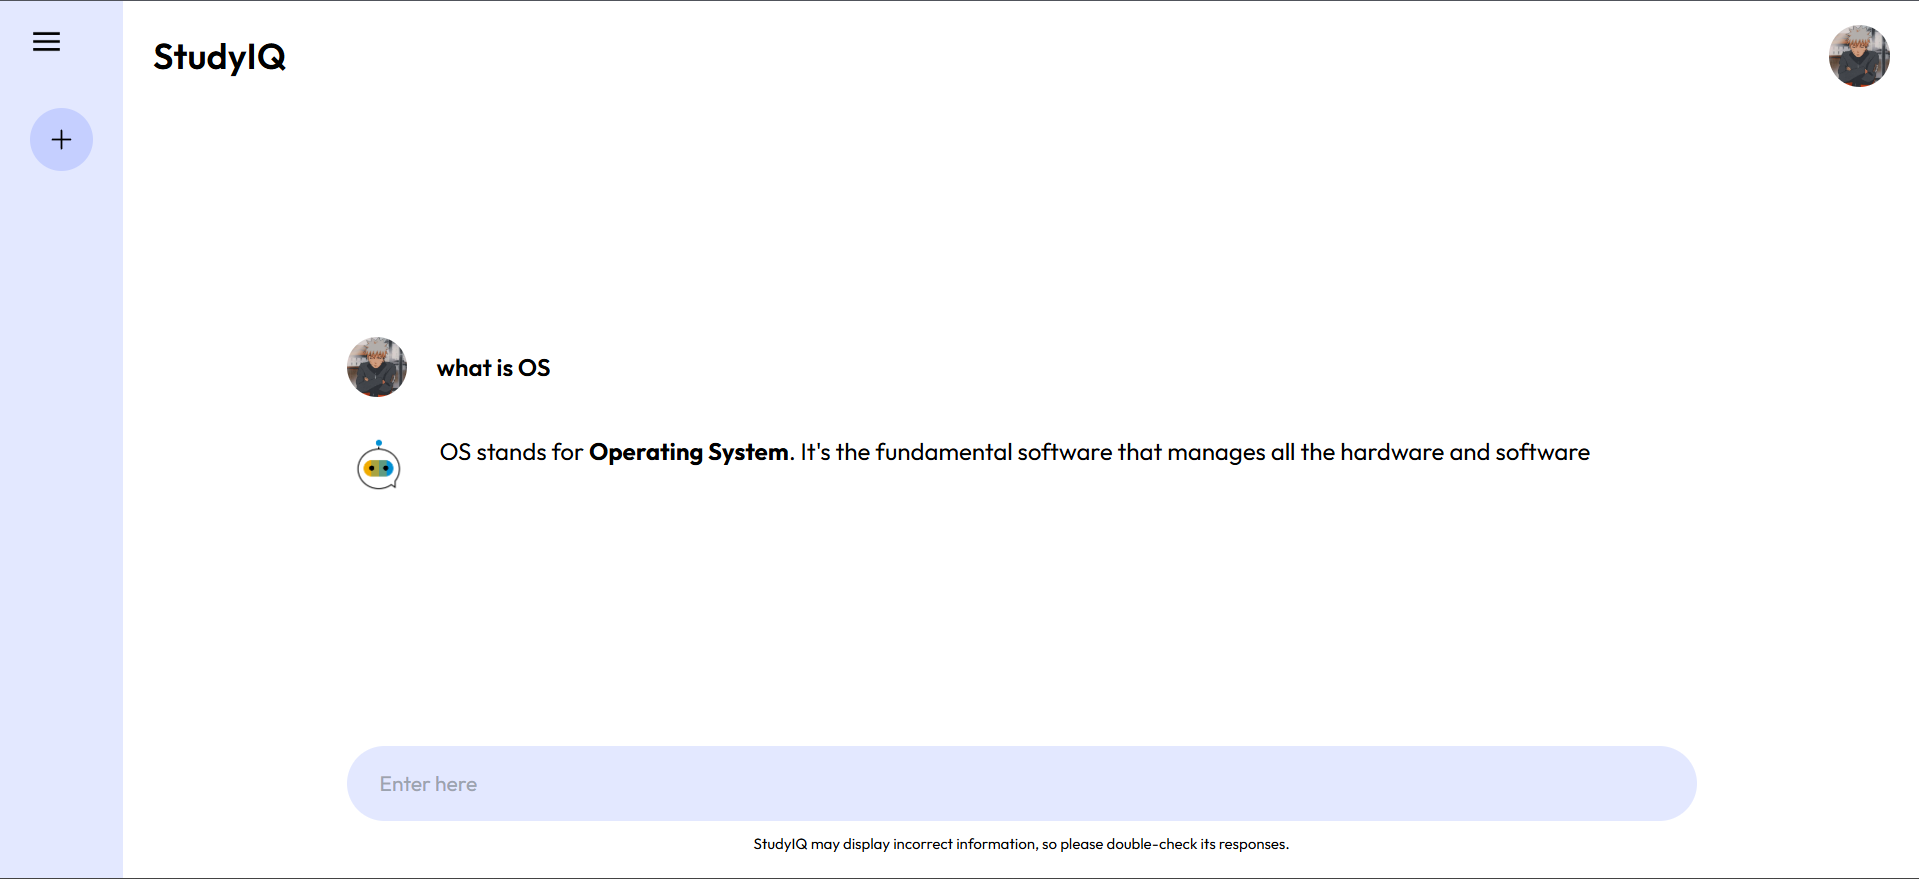 StudyIQ
what is OS
OS stands for Operating System. It's the fundamental software that manages all the hardware and software
Enter here
StudyIQ may display incorrect information, so please double-check its responses.